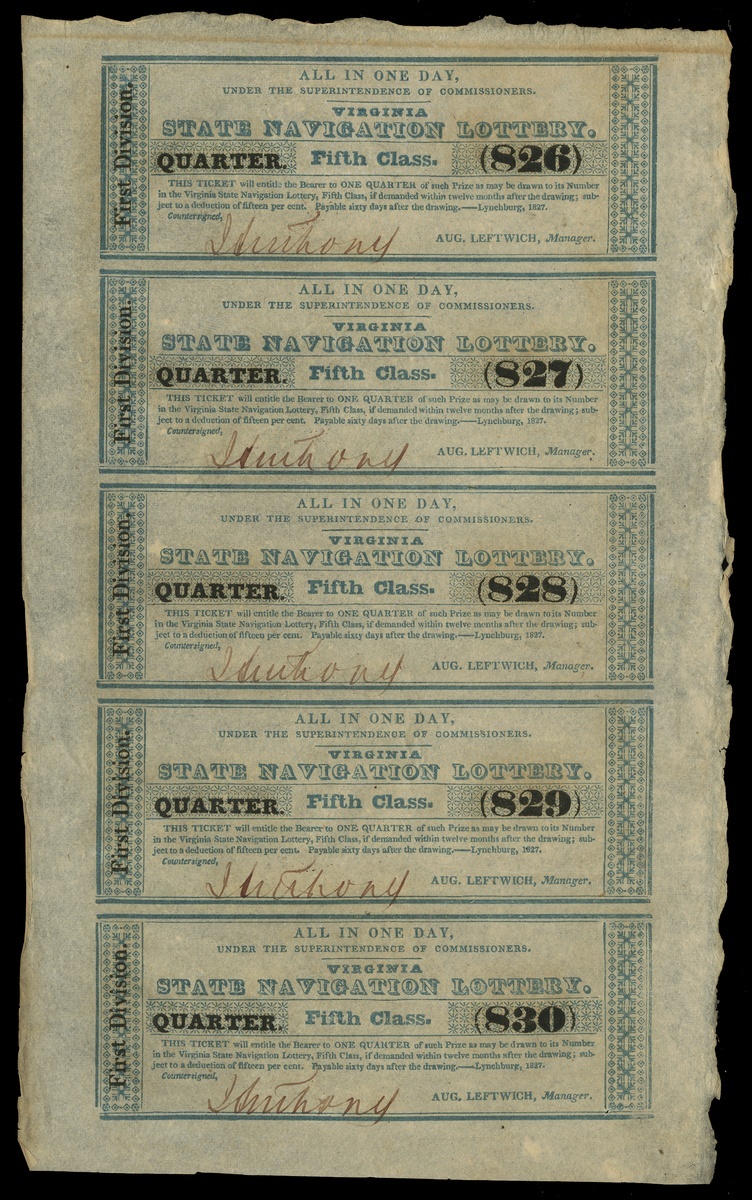 First Division.
ALL IN ONE DAY,
UNDER THE SUPERINTENDENCE OF COMMISSIONERS.
VIRGINIA
STATE NAVIGATION LOTTERY.
QUARTER. Fifth Class. (826)
THIS TICKET will entitle the Bearer to ONE QUARTER of such Prize as may be drawn to its Number
in the Virginia State Navigation Lottery, Fifth Class, if demanded within twelve months after the drawing; sub-
ject to a deduction of fifteen per cent. Payable sixty days after the drawing.——Lynchburg, 1827.
Countersigned,
AUG. LEFTWICH, Manager.
First Division.
ALL IN ONE DAY,
UNDER THE SUPERINTENDENCE OF COMMISSIONERS.
VIRGINIA
STATE NAVIGATION LOTTERY.
QUARTER. Fifth Class. (827)
THIS TICKET will entitle the Bearer to ONE QUARTER of such Prize as may be drawn to its Number
in the Virginia State Navigation Lottery, Fifth Class, if demanded within twelve months after the drawing; sub-
ject to a deduction of fifteen per cent. Payable sixty days after the drawing.——Lynchburg, 1827.
Countersigned,
AUG. LEFTWICH, Manager.
First Division.
ALL IN ONE DAY,
UNDER THE SUPERINTENDENCE OF COMMISSIONERS.
VIRGINIA
STATE NAVIGATION LOTTERY.
QUARTER. Fifth Class. (828)
THIS TICKET will entitle the Bearer to ONE QUARTER of such Prize as may be drawn to its Number
in the Virginia State Navigation Lottery, Fifth Class, if demanded within twelve months after the drawing; sub-
ject to a deduction of fifteen per cent. Payable sixty days after the drawing.——Lynchburg, 1827.
Countersigned,
AUG. LEFTWICH, Manager.
First Division.
ALL IN ONE DAY,
UNDER THE SUPERINTENDENCE OF COMMISSIONERS.
VIRGINIA
STATE NAVIGATION LOTTERY.
QUARTER. Fifth Class. (829)
THIS TICKET will entitle the Bearer to ONE QUARTER of such Prize as may be drawn to its Number
in the Virginia State Navigation Lottery, Fifth Class, if demanded within twelve months after the drawing; sub-
ject to a deduction of fifteen per cent. Payable sixty days after the drawing.——Lynchburg, 1827.
Countersigned,
AUG. LEFTWICH, Manager.
First Division.
ALL IN ONE DAY,
UNDER THE SUPERINTENDENCE OF COMMISSIONERS.
VIRGINIA
STATE NAVIGATION LOTTERY.
QUARTER. Fifth Class. (830)
THIS TICKET will entitle the Bearer to ONE QUARTER of such Prize as may be drawn to its Number
in the Virginia State Navigation Lottery, Fifth Class, if demanded within twelve months after the drawing; sub-
ject to a deduction of fifteen per cent. Payable sixty days after the drawing.——Lynchburg, 1827.
Countersigned,
AUG. LEFTWICH, Manager.